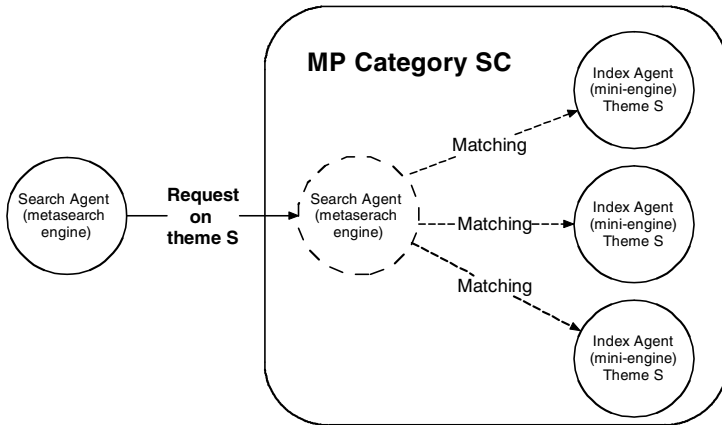 MP Category SC
Index Agent
(mini-engine)
Theme S
Matching
Search Agent
(metasearch
engine)
Request
on
theme S
Search Agent
(metaserach
engine)
Matching
Index Agent
(mini-engine)
Theme S
Matching
Index Agent
(mini-engine)
Theme S